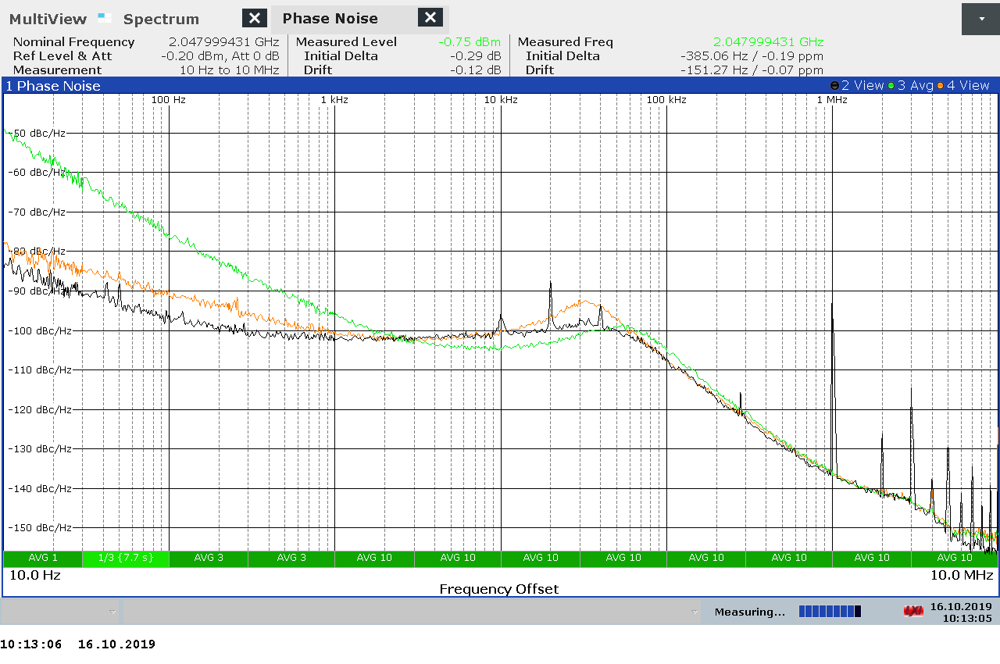 MultiView Spectrum Phase Noise
Nominal Frequency 2.047999431 GHz Measured Level -0.75 dBm Measured Freq 2.047999431 GHz
Ref Level & Att -0.20 dBm, Att 0 dB Initial Delta -0.29 dB Initial Delta -385.06 Hz / -0.19 ppm
Measurement 10 Hz to 10 MHz Drift -0.12 dB Drift -151.27 Hz / -0.07 ppm
1 Phase Noise 2 View 3 Avg 4 View
100 Hz 1 kHz 10 kHz 100 kHz 1 MHz
-50 dBc/Hz
-60 dBc/Hz
-70 dBc/Hz
-80 dBc/Hz
-90 dBc/Hz
-100 dBc/Hz
-110 dBc/Hz
-120 dBc/Hz
-130 dBc/Hz
-140 dBc/Hz
-150 dBc/Hz
AVG 1 1/3 {7.7 s} AVG 3 AVG 3 AVG 10 AVG 10 AVG 10 AVG 10 AVG 10 AVG 10 AVG 10 AVG 10
10.0 Hz 10.0 MHz
Frequency Offset
Measuring... LXI 16.10.2019
10:13:05
10:13:06 16.10.2019